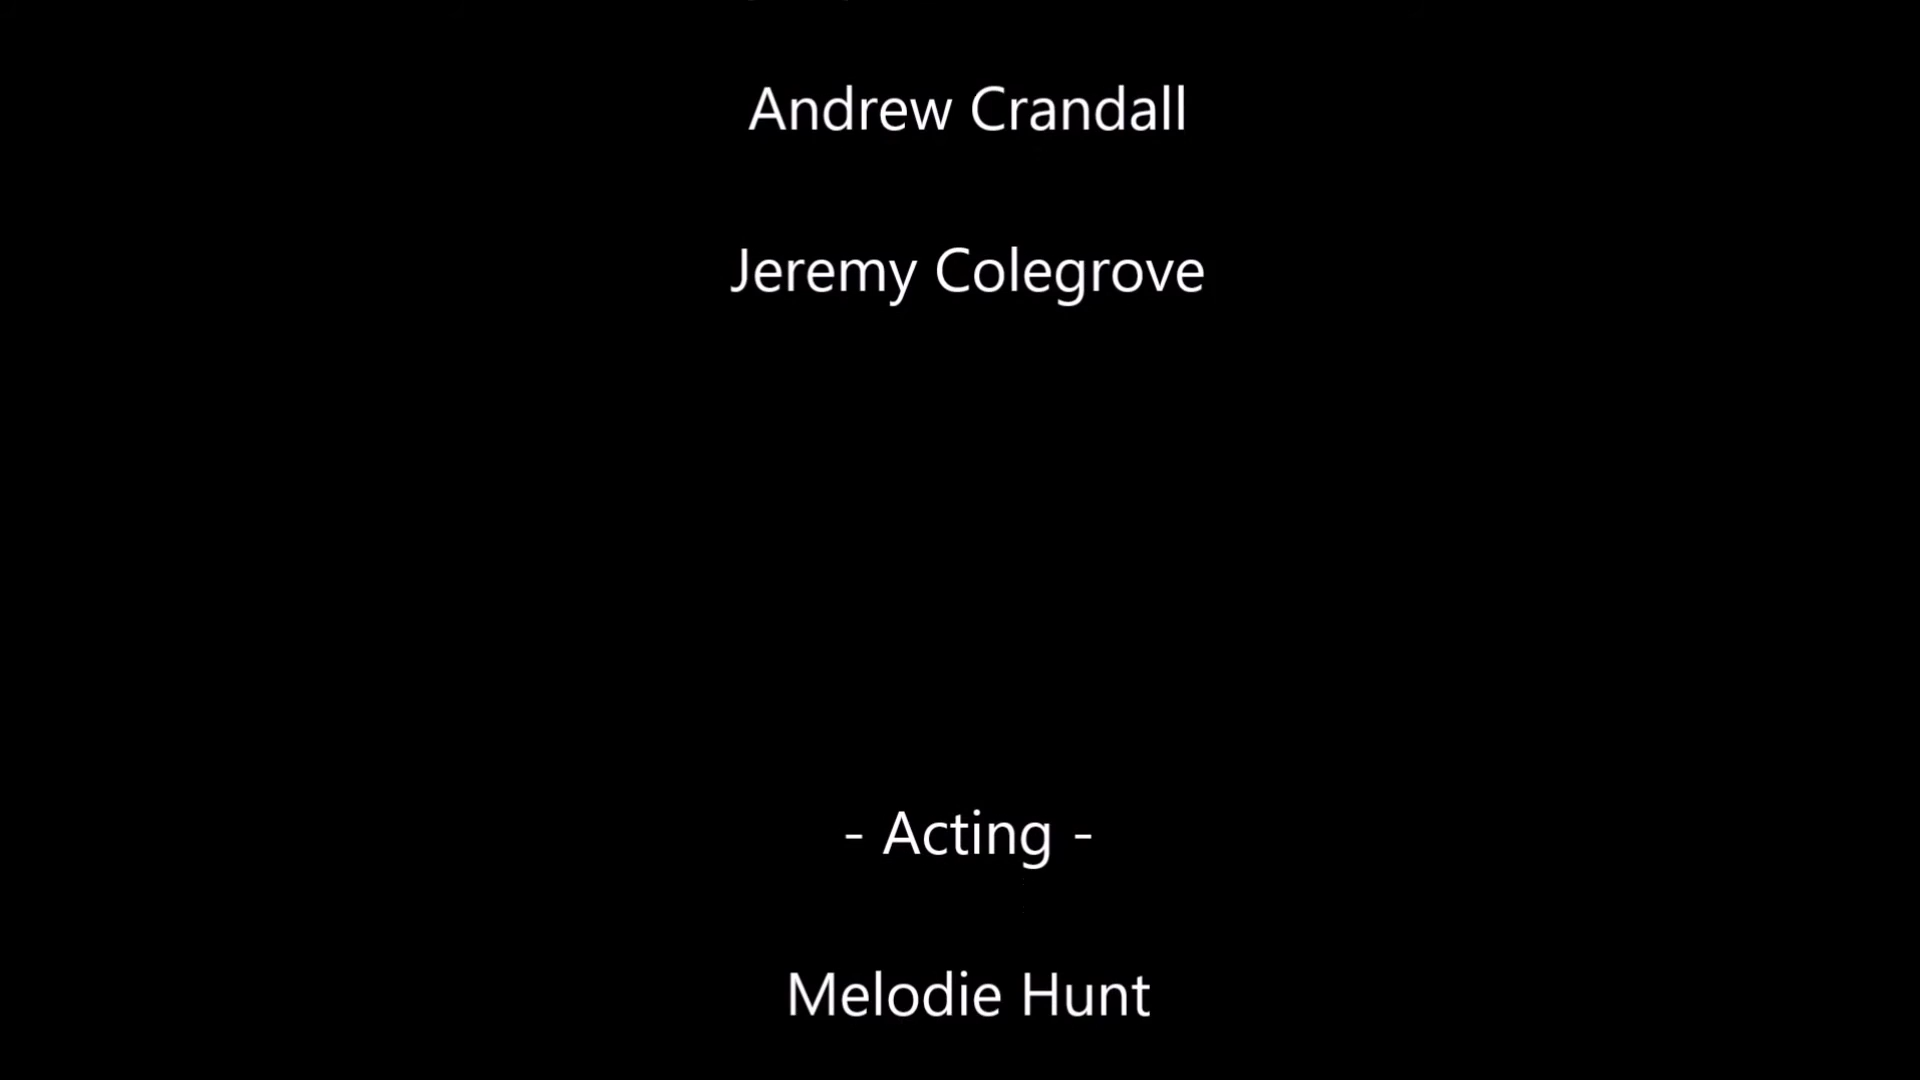 Andrew Crandall
Jeremy Colegrove
- Acting -
Melodie Hunt